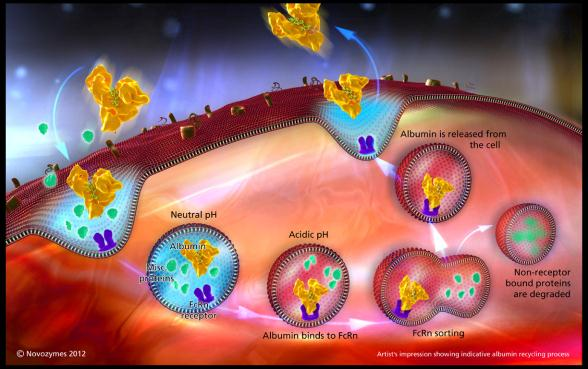 Albumin is released from
the cell
Neutral pH
Albumin
Misc.
proteins
FcRn
receptor
Acidic pH
Albumin binds to FcRn
FcRn sorting
Non-receptor
bound proteins
are degraded
© Novozymes 2012
Artist's impression showing indicative albumin recycling process